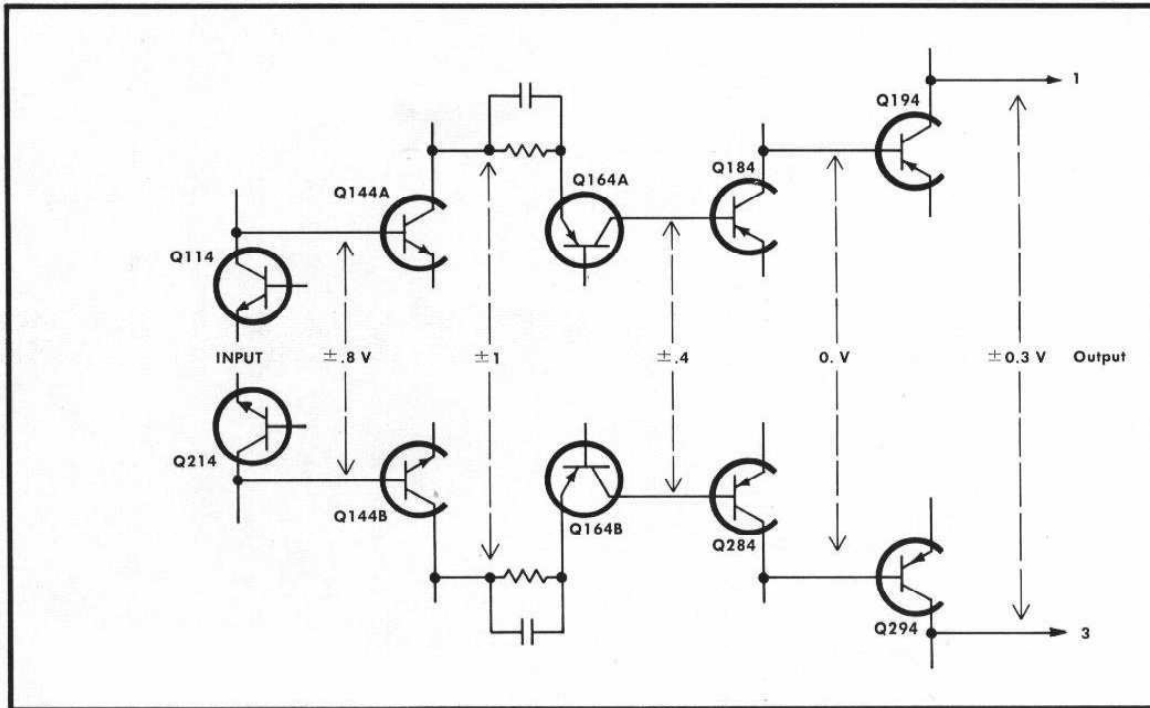 Q194
1
Q184
Q144A
Q164A
Q114
INPUT
±.8 V
±1
±.4
0. V
±0.3 V
Output
Q214
Q144B
Q164B
Q284
Q294
3